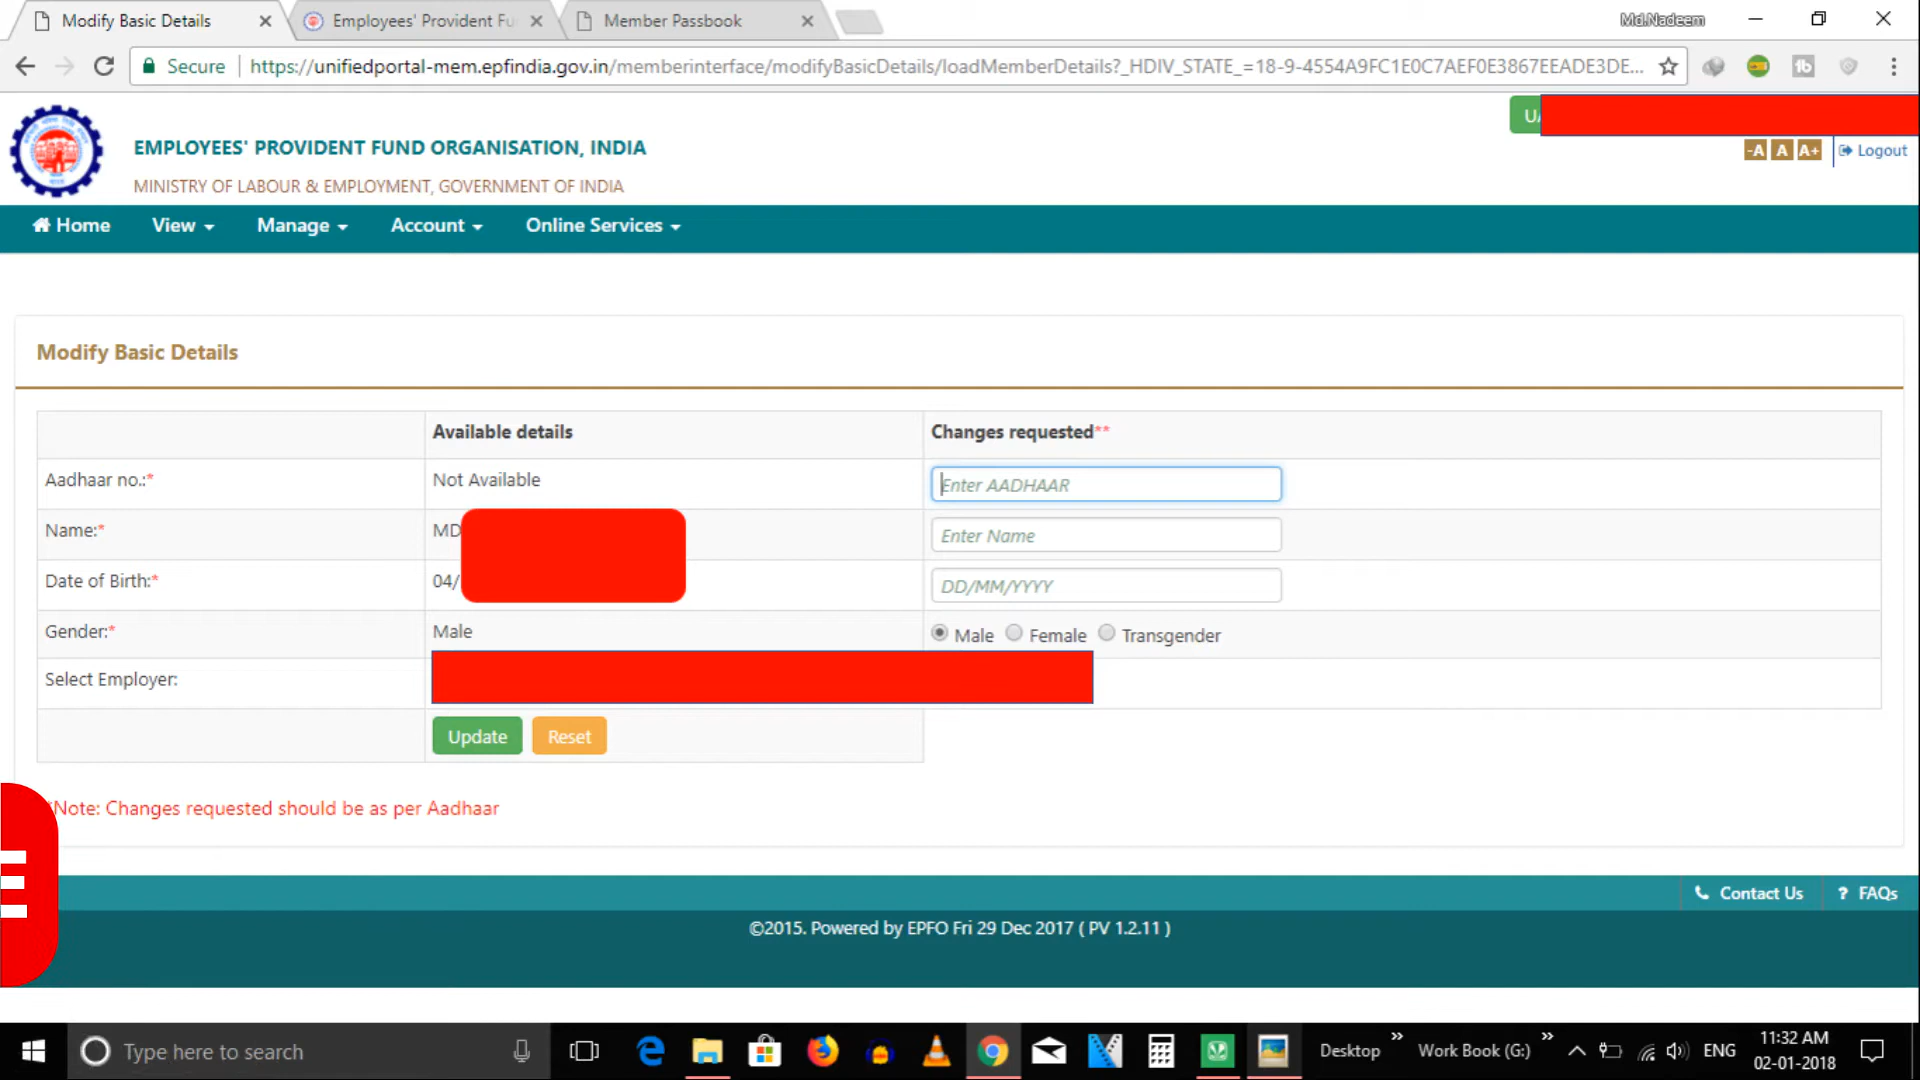 Modify Basic Details
Employees' Provident Fu
Member Passbook
Md.Nadeem
Secure
https://unifiedportal-mem.epfindia.gov.in/memberinterface/modifyBasicDetails/loadMemberDetails?_HDIV_STATE_=18-9-4554A9FC1E0C7AEF0E3867EEADE3DE...
UA
EMPLOYEES' PROVIDENT FUND ORGANISATION, INDIA
MINISTRY OF LABOUR & EMPLOYMENT, GOVERNMENT OF INDIA
-A A A+ Logout
Home View Manage Account Online Services
Modify Basic Details
Available details Changes requested**
Aadhaar no.:* Not Available Enter AADHAAR
Name:* MD Enter Name
Date of Birth:* 04/ DD/MM/YYYY
Gender:* Male Male Female Transgender
Select Employer:
Update Reset
*Note: Changes requested should be as per Aadhaar
Contact Us ? FAQs
©2015. Powered by EPFO Fri 29 Dec 2017 ( PV 1.2.11 )
Type here to search
Desktop » Work Book (G:) » ENG
11:32 AM
02-01-2018